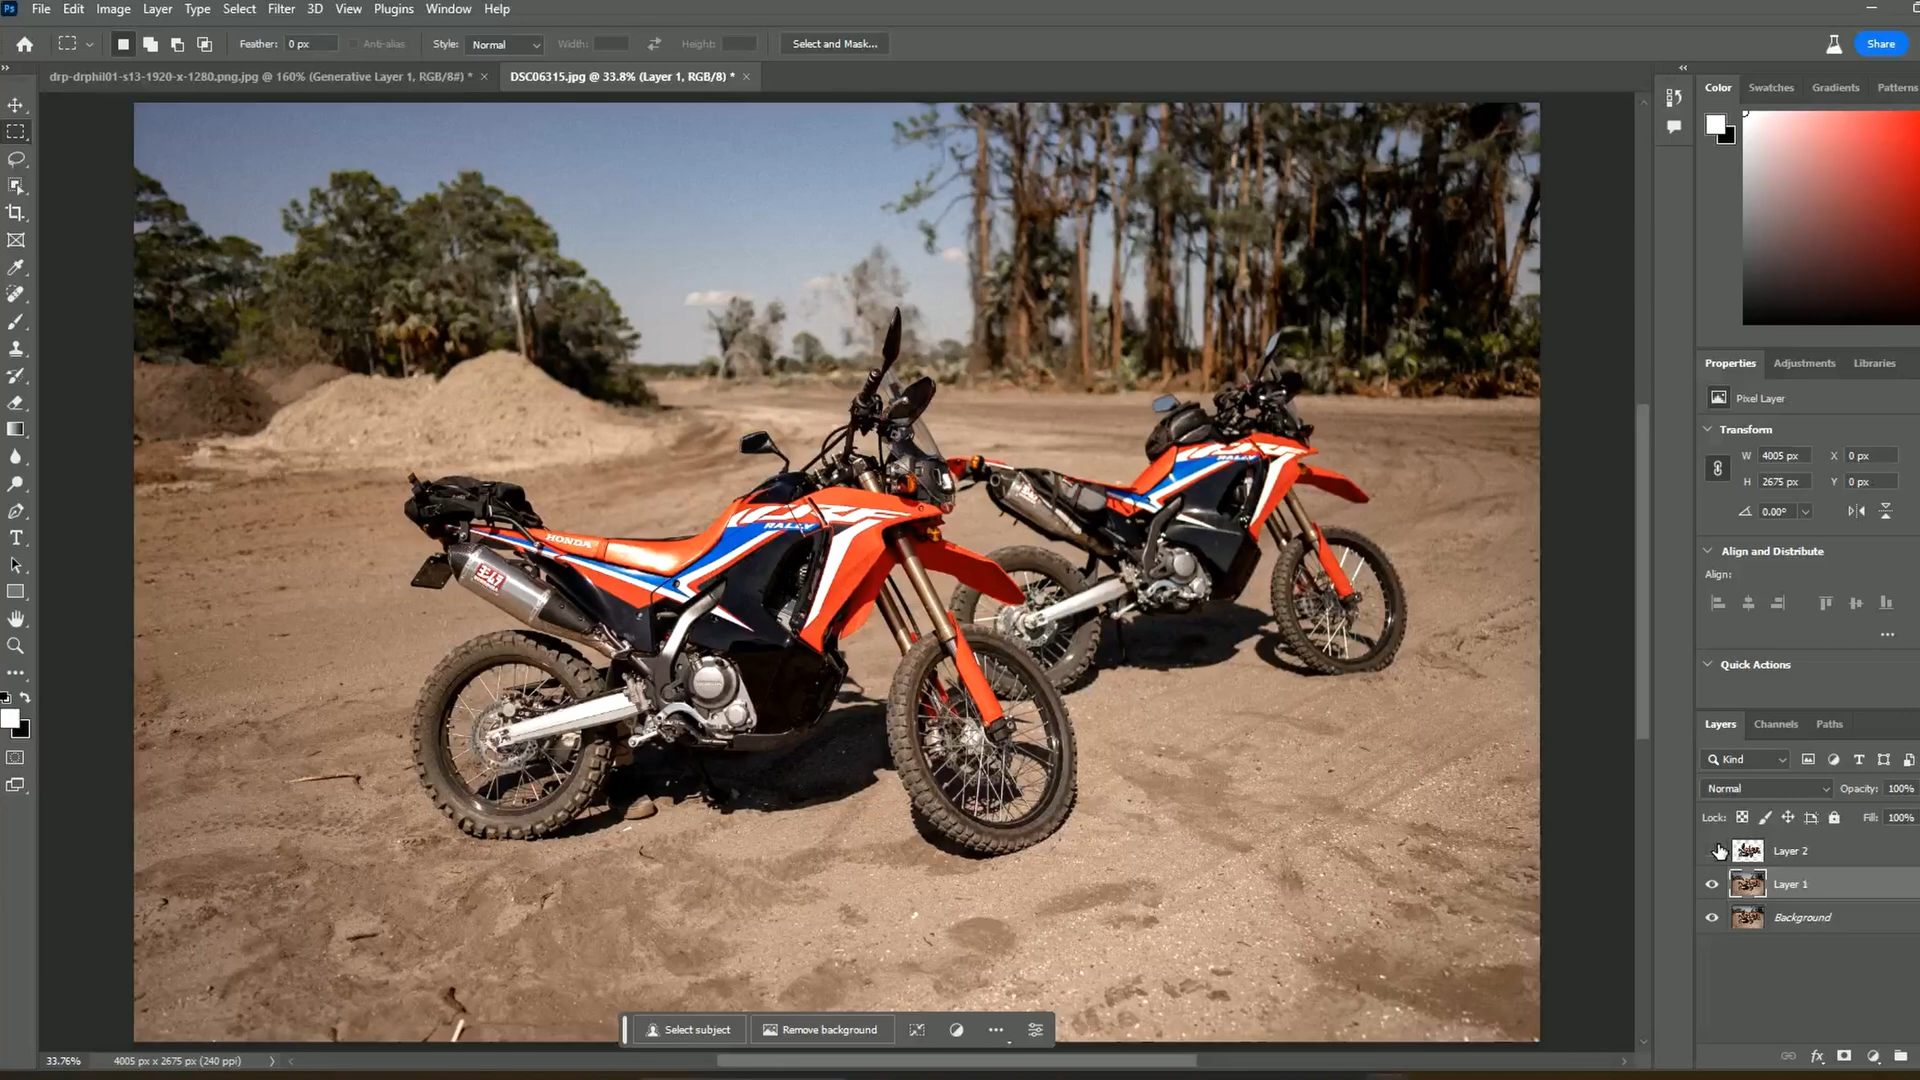 File Edit Image Layer Type Select Filter 3D View Plugins Window Help
Feather: 0 px Anti-alias Style: Normal Width: Height: Select and Mask... Share
drp-drphil01-s13-1920-x-1280.png.jpg @ 160% (Generative Layer 1, RGB/8#) * × DSC06315.jpg @ 33.8% (Layer 1, RGB/8) * ×
Color Swatches Gradients Patterns
Properties Adjustments Libraries
Pixel Layer
Transform
W 4005 px X 0 px
H 2675 px Y 0 px
0.00°
Align and Distribute
Align:
Quick Actions
Layers Channels Paths
Kind
Normal Opacity: 100%
Lock: Fill: 100%
Layer 2
Layer 1
Background
RALLY
CRF
RALLY
HONDA
Select subject Remove background
33.76% 4005 px x 2675 px (240 ppi)